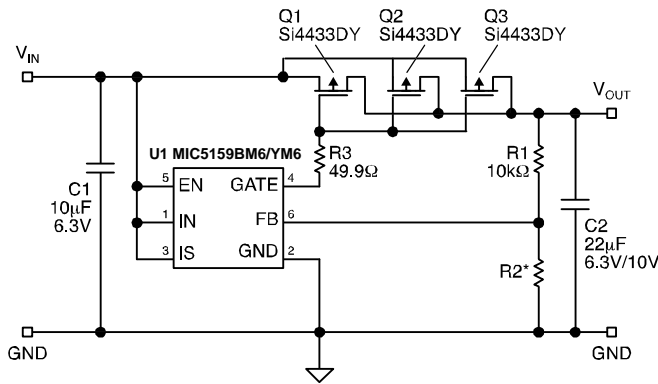 Q1
Si4433DY
Q2
Si4433DY
Q3
Si4433DY
VIN
VOUT
U1 MIC5159BM6/YM6
R3
49.9Ω
R1
10kΩ
C1
10µF
6.3V
5
EN
GATE
4
1
IN
FB
6
3
IS
GND
2
C2
22µF
6.3V/10V
R2*
GND
GND